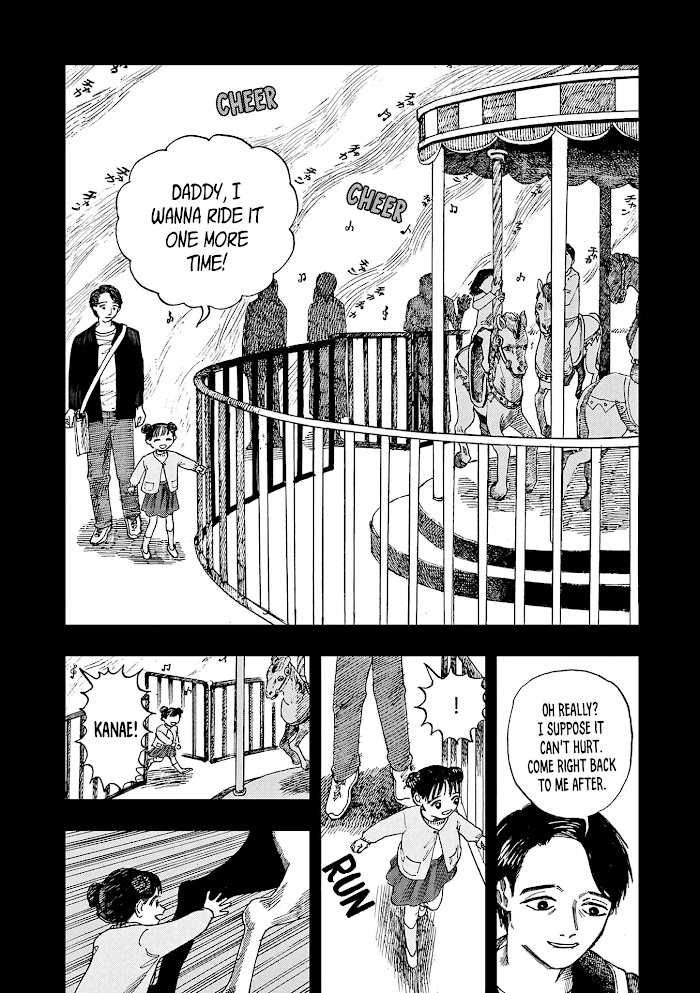 CHEER
DADDY, I
WANNA RIDE IT
ONE MORE
TIME!
CHEER
OH REALLY?
I SUPPOSE IT
CAN'T HURT.
COME RIGHT BACK
TO ME AFTER.
!
RUN
KANAE!